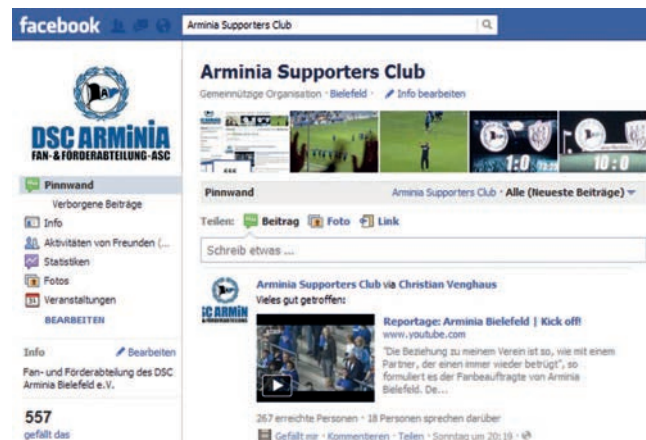 facebook
Arminia Supporters Club
DSC ARMINIA
FAN- & FÖRDERABTEILUNG-ASC
Pinnwand
Verborgene Beiträge
Info
Aktivitäten von Freunden (...
Statistiken
Fotos
31 Veranstaltungen
BEARBEITEN
Info Bearbeiten
Fan- und Förderabteilung des DSC
Arminia Bielefeld e.V.
557
gefällt das
Arminia Supporters Club
Gemeinnützige Organisation · Bielefeld · Info bearbeiten
1:0
10:0
Pinnwand Arminia Supporters Club · Alle (Neueste Beiträge)
Teilen: Beitrag Foto Link
Schreib etwas ...
Arminia Supporters Club via Christian Venghaus
Vieles gut getroffen:
Reportage: Arminia Bielefeld | Kick off!
www.youtube.com
"Die Beziehung zu meinem Verein ist so, wie mit einem
Partner, der einen immer wieder betrügt", so
formuliert es der Fanbeauftragte von Arminia
Bielefeld. De...
267 erreichte Personen · 18 Personen sprechen darüber
Gefällt mir · Kommentieren · Teilen · Sonntag um 20:19 ·